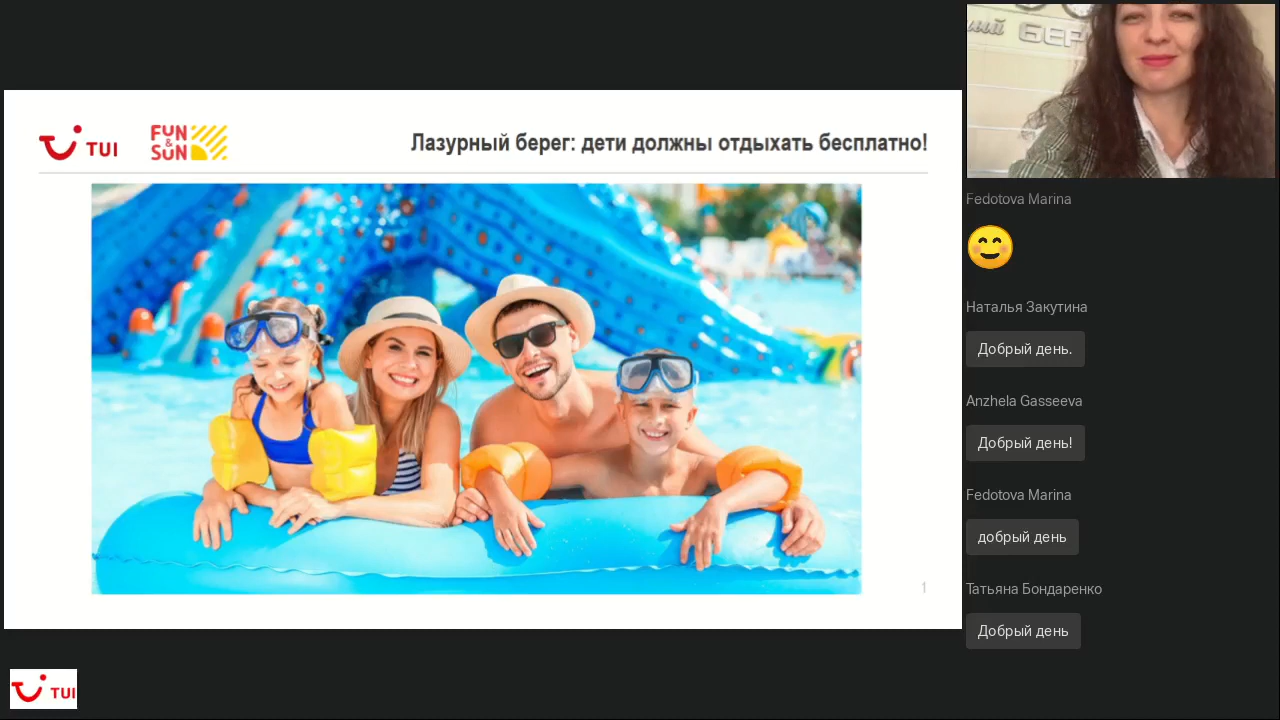 TUI
FUN
&
SUN
Лазурный берег: дети должны отдыхать бесплатно!
1
TUI
БЕР
Fedotova Marina
Наталья Закутина
Добрый день.
Anzhela Gasseeva
Добрый день!
Fedotova Marina
добрый день
Татьяна Бондаренко
Добрый день